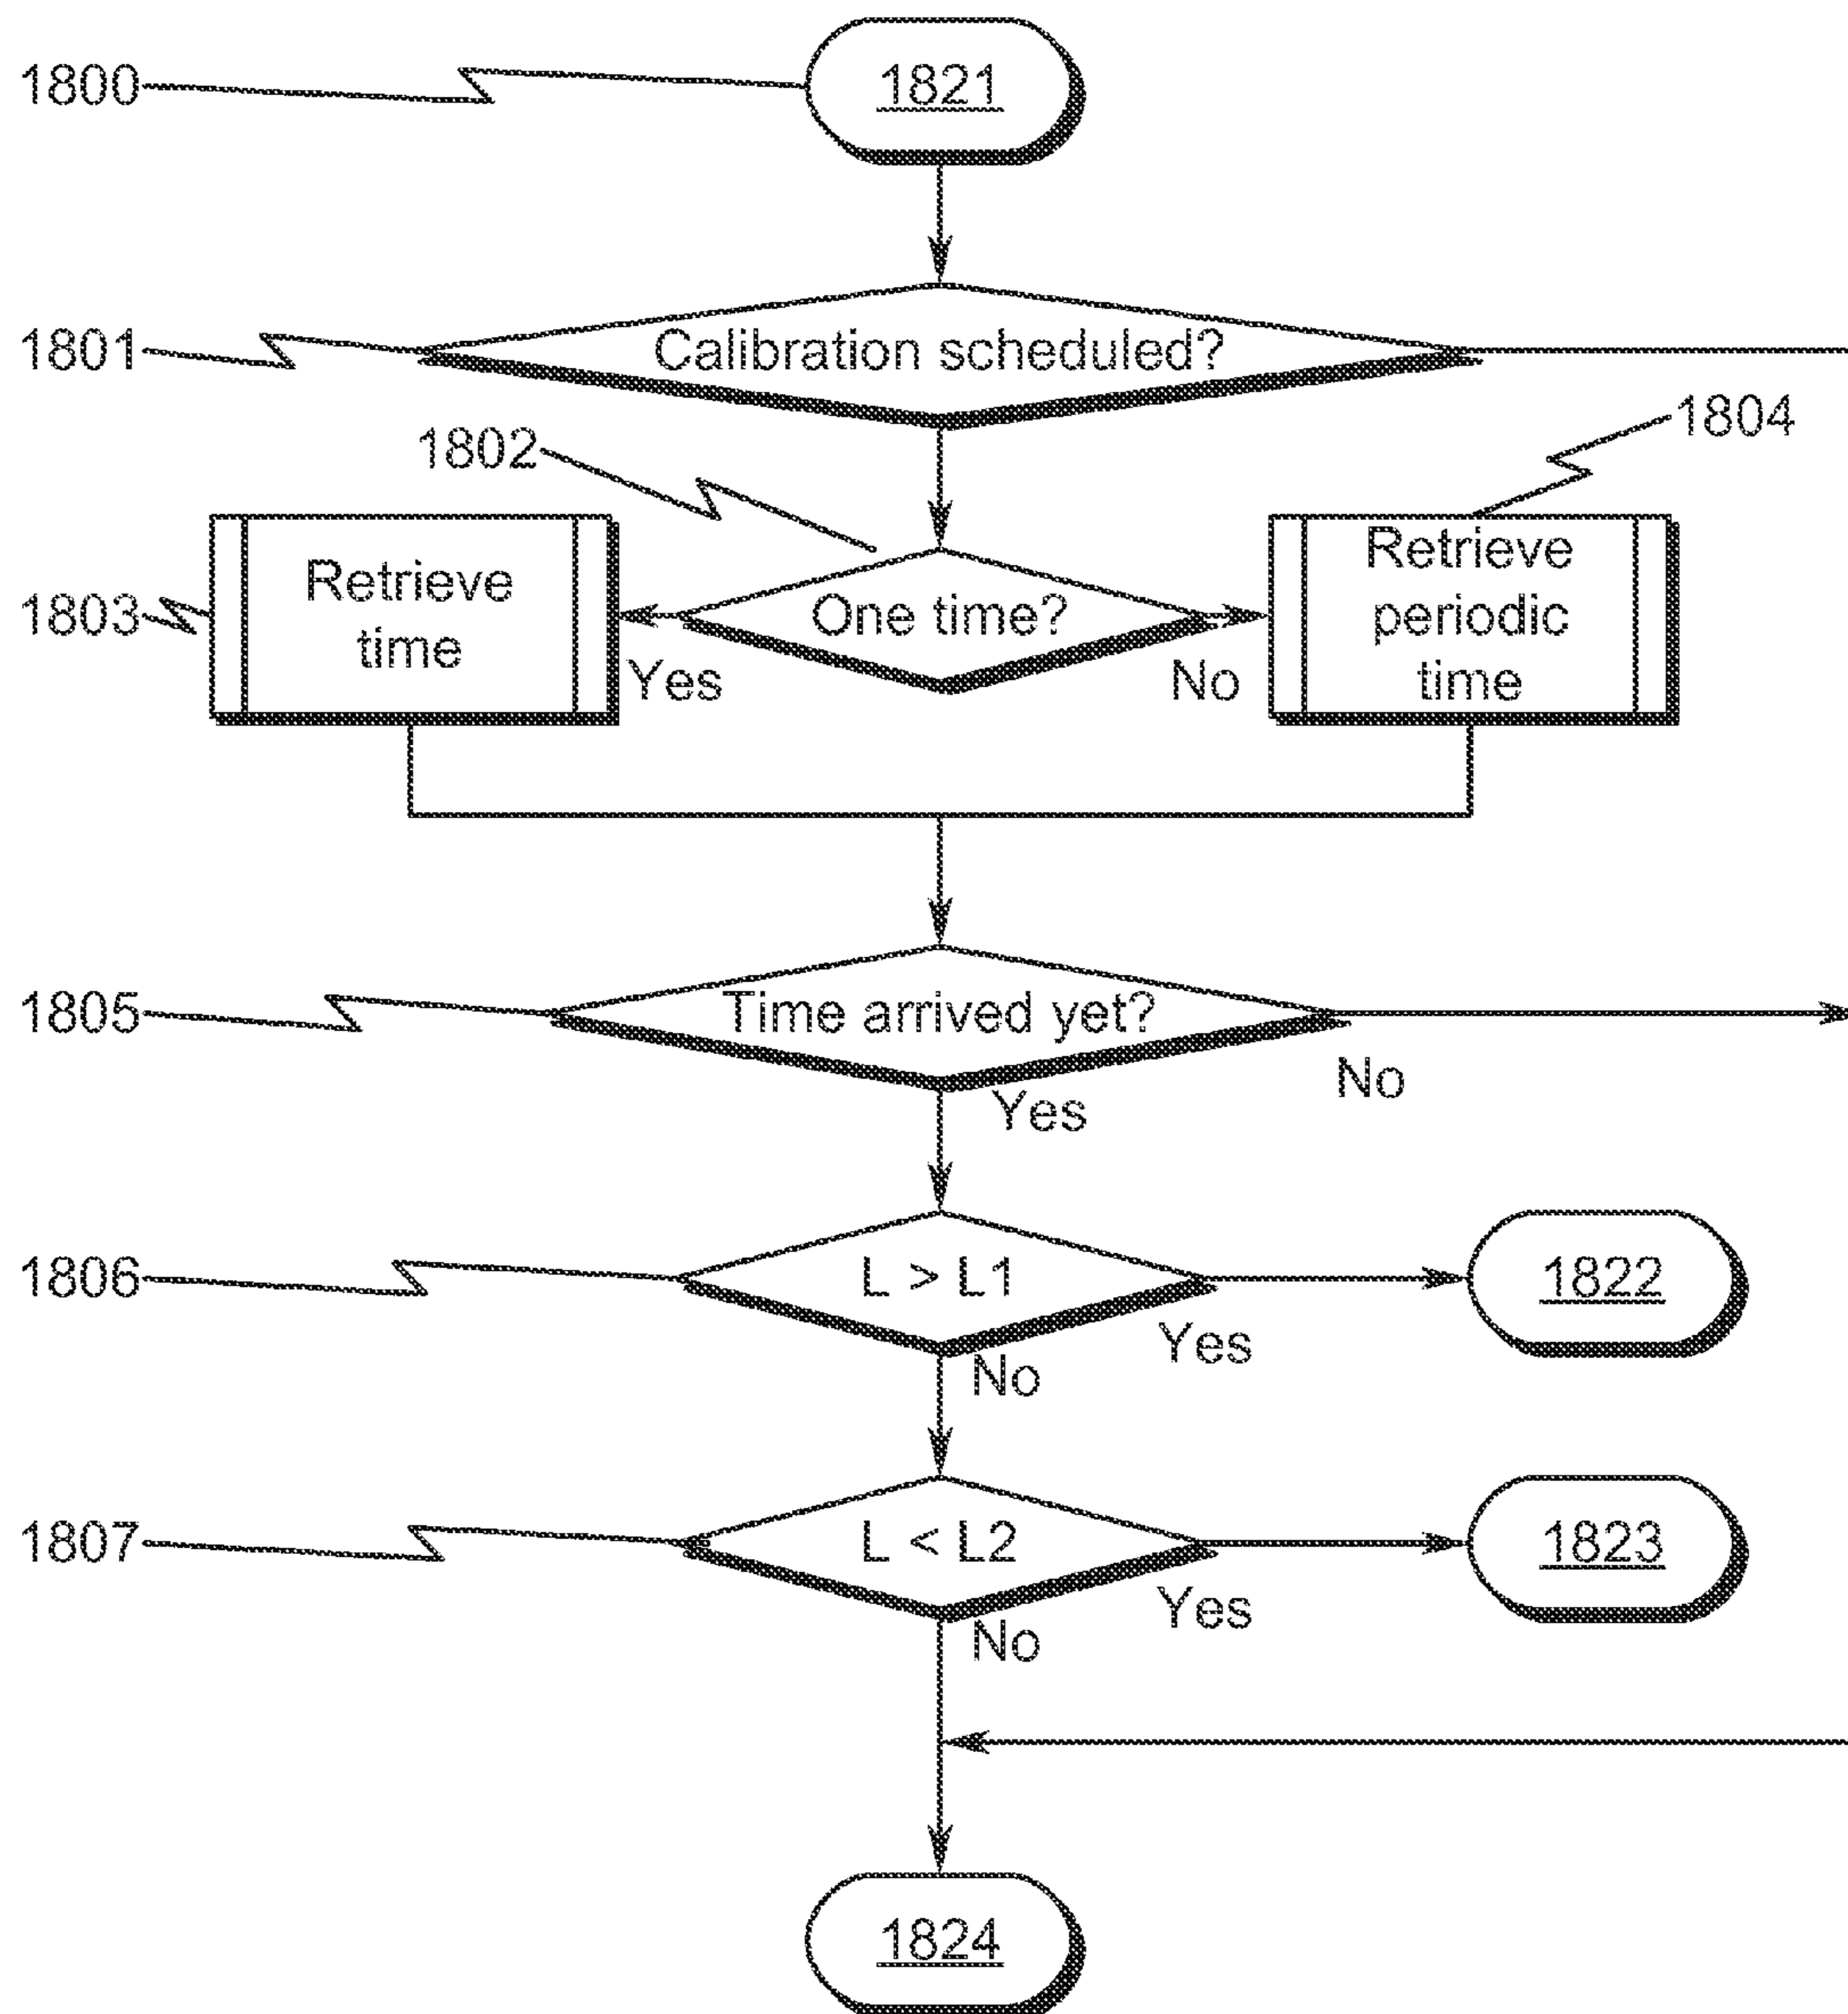 1800
1821
1801
Calibration scheduled?
1802
1804
1803
Retrieve
time
One time?
Yes
No
Retrieve
periodic
time
1805
Time arrived yet?
No
Yes
1806
L > L1
1822
Yes
No
1807
L < L2
1823
Yes
No
1824